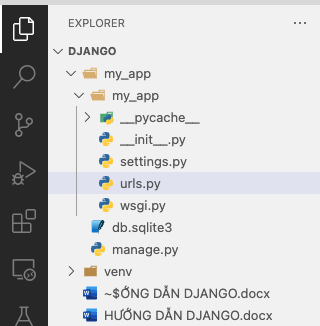 EXPLORER
DJANGO
my_app
my_app
__pycache__
__init__.py
settings.py
urls.py
wsgi.py
db.sqlite3
manage.py
venv
~$ỚNG DẪN DJANGO.docx
HƯỚNG DẪN DJANGO.docx